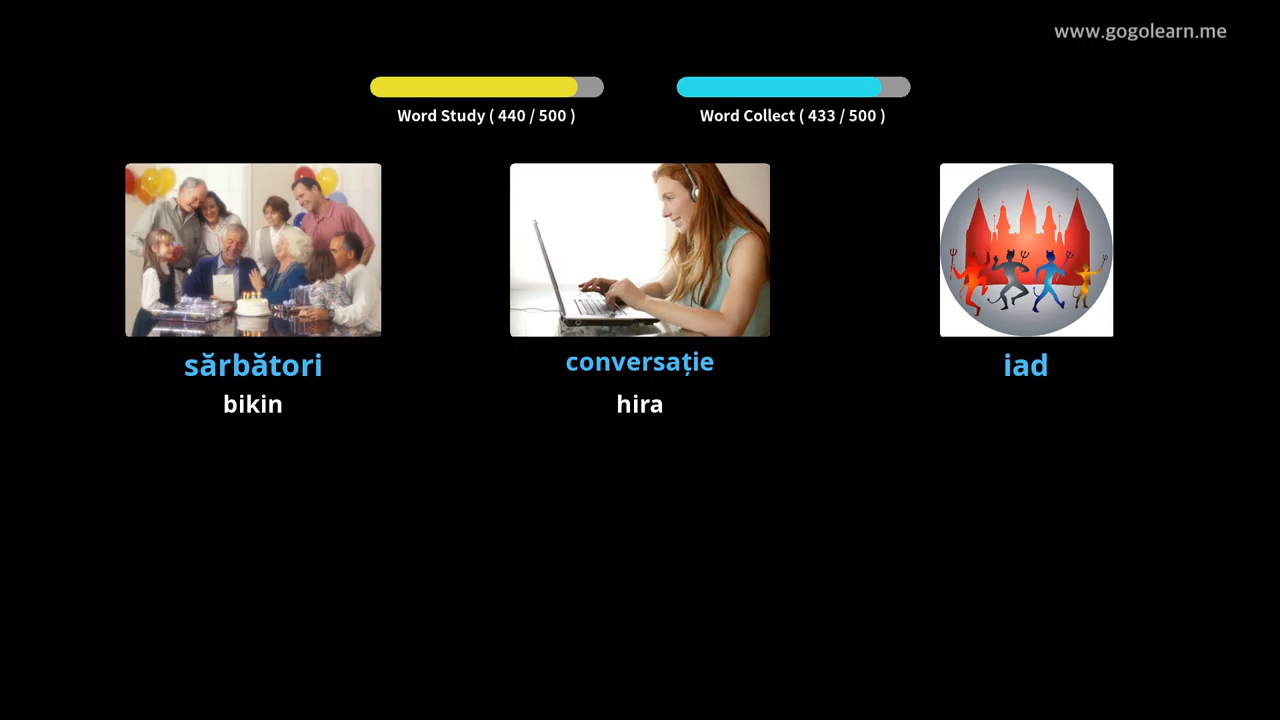 www.gogolearn.me
Word Study ( 440 / 500 )
Word Collect ( 433 / 500 )
sărbători
conversație
iad
bikin
hira